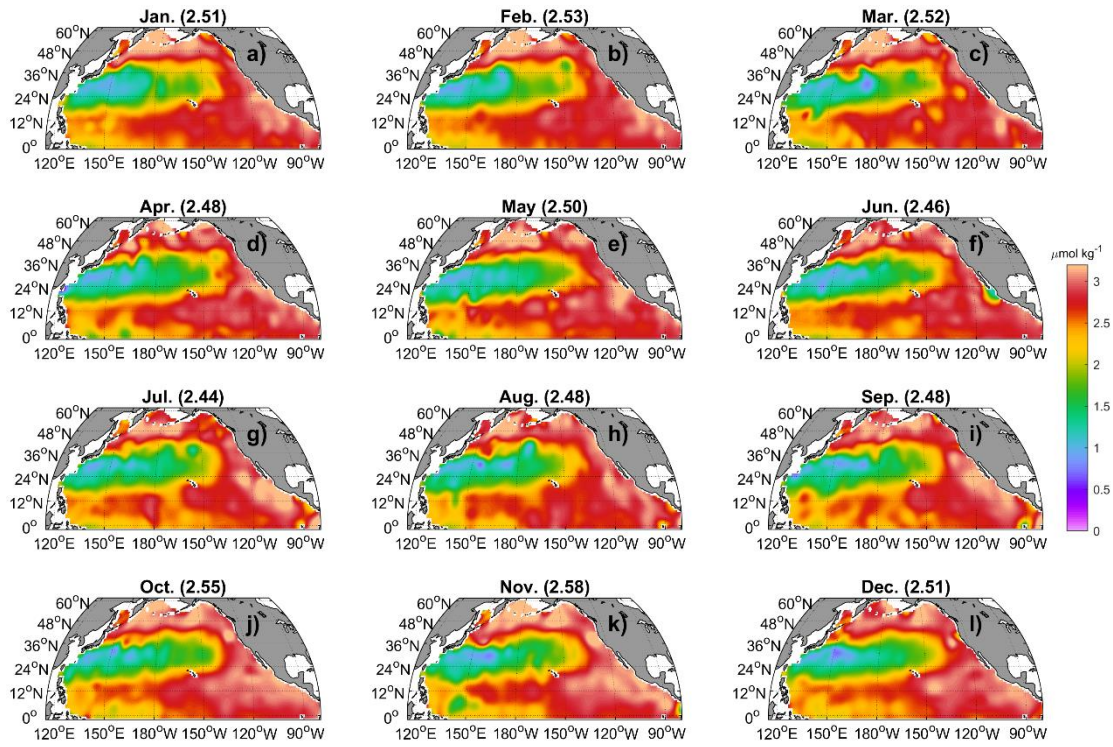 Jan. (2.51) Feb. (2.53) Mar. (2.52)
60°N 60°N 60°N
a) b) c)
48°N 48°N 48°N
36°N 36°N 36°N
24°N 24°N 24°N
12°N 12°N 12°N
0° 0° 0°
120°E 150°E 180°W 150°W 120°W 90°W 120°E 150°E 180°W 150°W 120°W 90°W 120°E 150°E 180°W 150°W 120°W 90°W
Apr. (2.48) May (2.50) Jun. (2.46)
60°N 60°N 60°N
d) e) f)
48°N 48°N 48°N
36°N 36°N 36°N
24°N 24°N 24°N
12°N 12°N 12°N
0° 0° 0°
120°E 150°E 180°W 150°W 120°W 90°W 120°E 150°E 180°W 150°W 120°W 90°W 120°E 150°E 180°W 150°W 120°W 90°W
μmol kg⁻¹
3
2.5
2
1.5
1
0.5
0
Jul. (2.44) Aug. (2.48) Sep. (2.48)
60°N 60°N 60°N
g) h) i)
48°N 48°N 48°N
36°N 36°N 36°N
24°N 24°N 24°N
12°N 12°N 12°N
0° 0° 0°
120°E 150°E 180°W 150°W 120°W 90°W 120°E 150°E 180°W 150°W 120°W 90°W 120°E 150°E 180°W 150°W 120°W 90°W
Oct. (2.55) Nov. (2.58) Dec. (2.51)
60°N 60°N 60°N
j) k) l)
48°N 48°N 48°N
36°N 36°N 36°N
24°N 24°N 24°N
12°N 12°N 12°N
0° 0° 0°
120°E 150°E 180°W 150°W 120°W 90°W 120°E 150°E 180°W 150°W 120°W 90°W 120°E 150°E 180°W 150°W 120°W 90°W